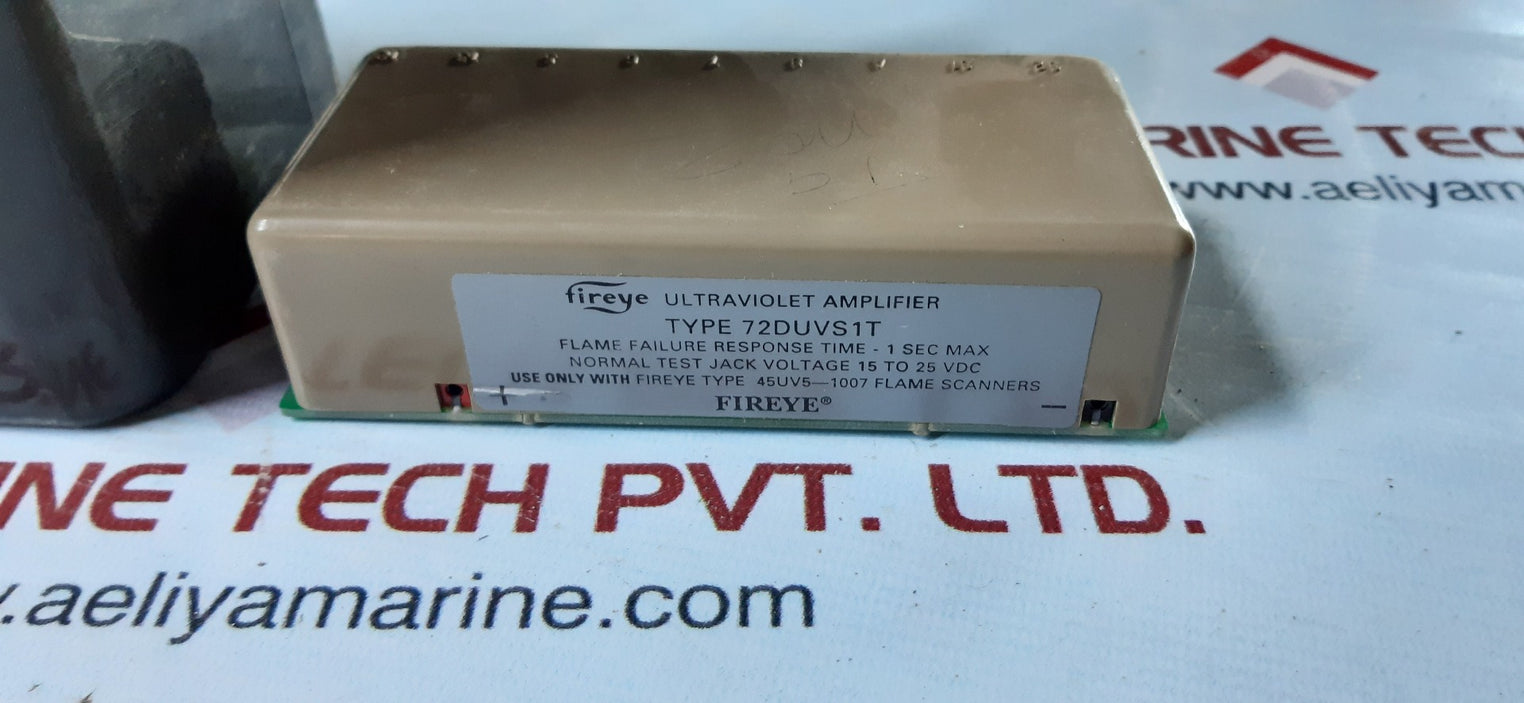 RINE TEC
www.aeliyamar
fireye ULTRAVIOLET AMPLIFIER
TYPE 72DUVS1T
FLAME FAILURE RESPONSE TIME - 1 SEC MAX
NORMAL TEST JACK VOLTAGE 15 TO 25 VDC
USE ONLY WITH FIREYE TYPE 45UV5—1007 FLAME SCANNERS
+ FIREYE® −
NE TECH PVT. LTD.
.aeliyamarine.com